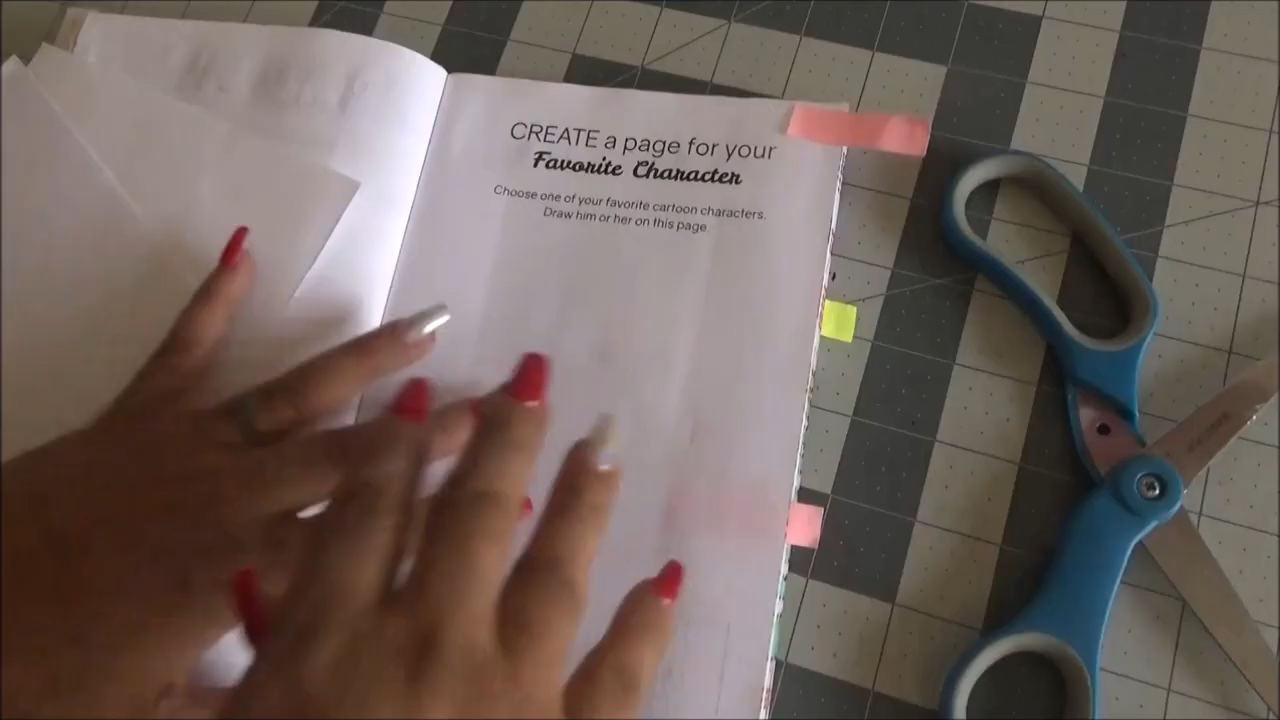 CREATE a page for your
Favorite Character
Choose one of your favorite cartoon characters.
Draw him or her on this page.